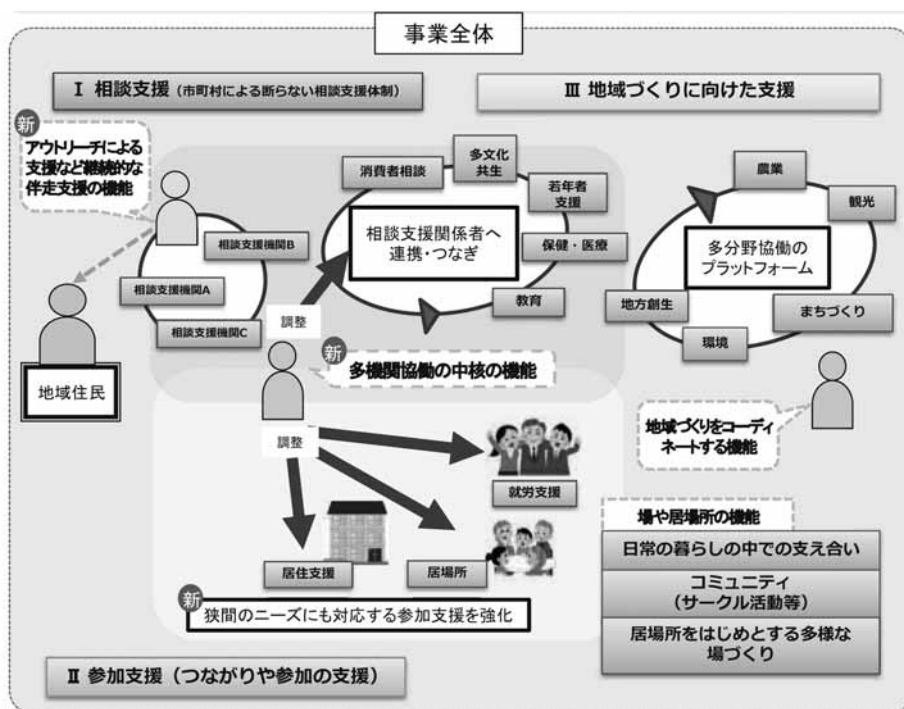 事業全体
Ⅰ 相談支援（市町村による断らない相談支援体制）
Ⅲ 地域づくりに向けた支援
新
アウトリーチによる
支援など継続的な
伴走支援の機能
相談支援機関B
相談支援機関A
相談支援機関C
地域住民
消費者相談
多文化
共生
若年者
支援
保健・医療
教育
相談支援関係者へ
連携・つなぎ
調整
新
多機関協働の中核の機能
農業
観光
まちづくり
環境
地方創生
多分野協働の
プラットフォーム
地域づくりをコーディ
ネートする機能
調整
就労支援
居住支援
居場所
新
狭間のニーズにも対応する参加支援を強化
場や居場所の機能
日常の暮らしの中での支え合い
コミュニティ
（サークル活動等）
居場所をはじめとする多様な
場づくり
Ⅱ 参加支援（つながりや参加の支援）